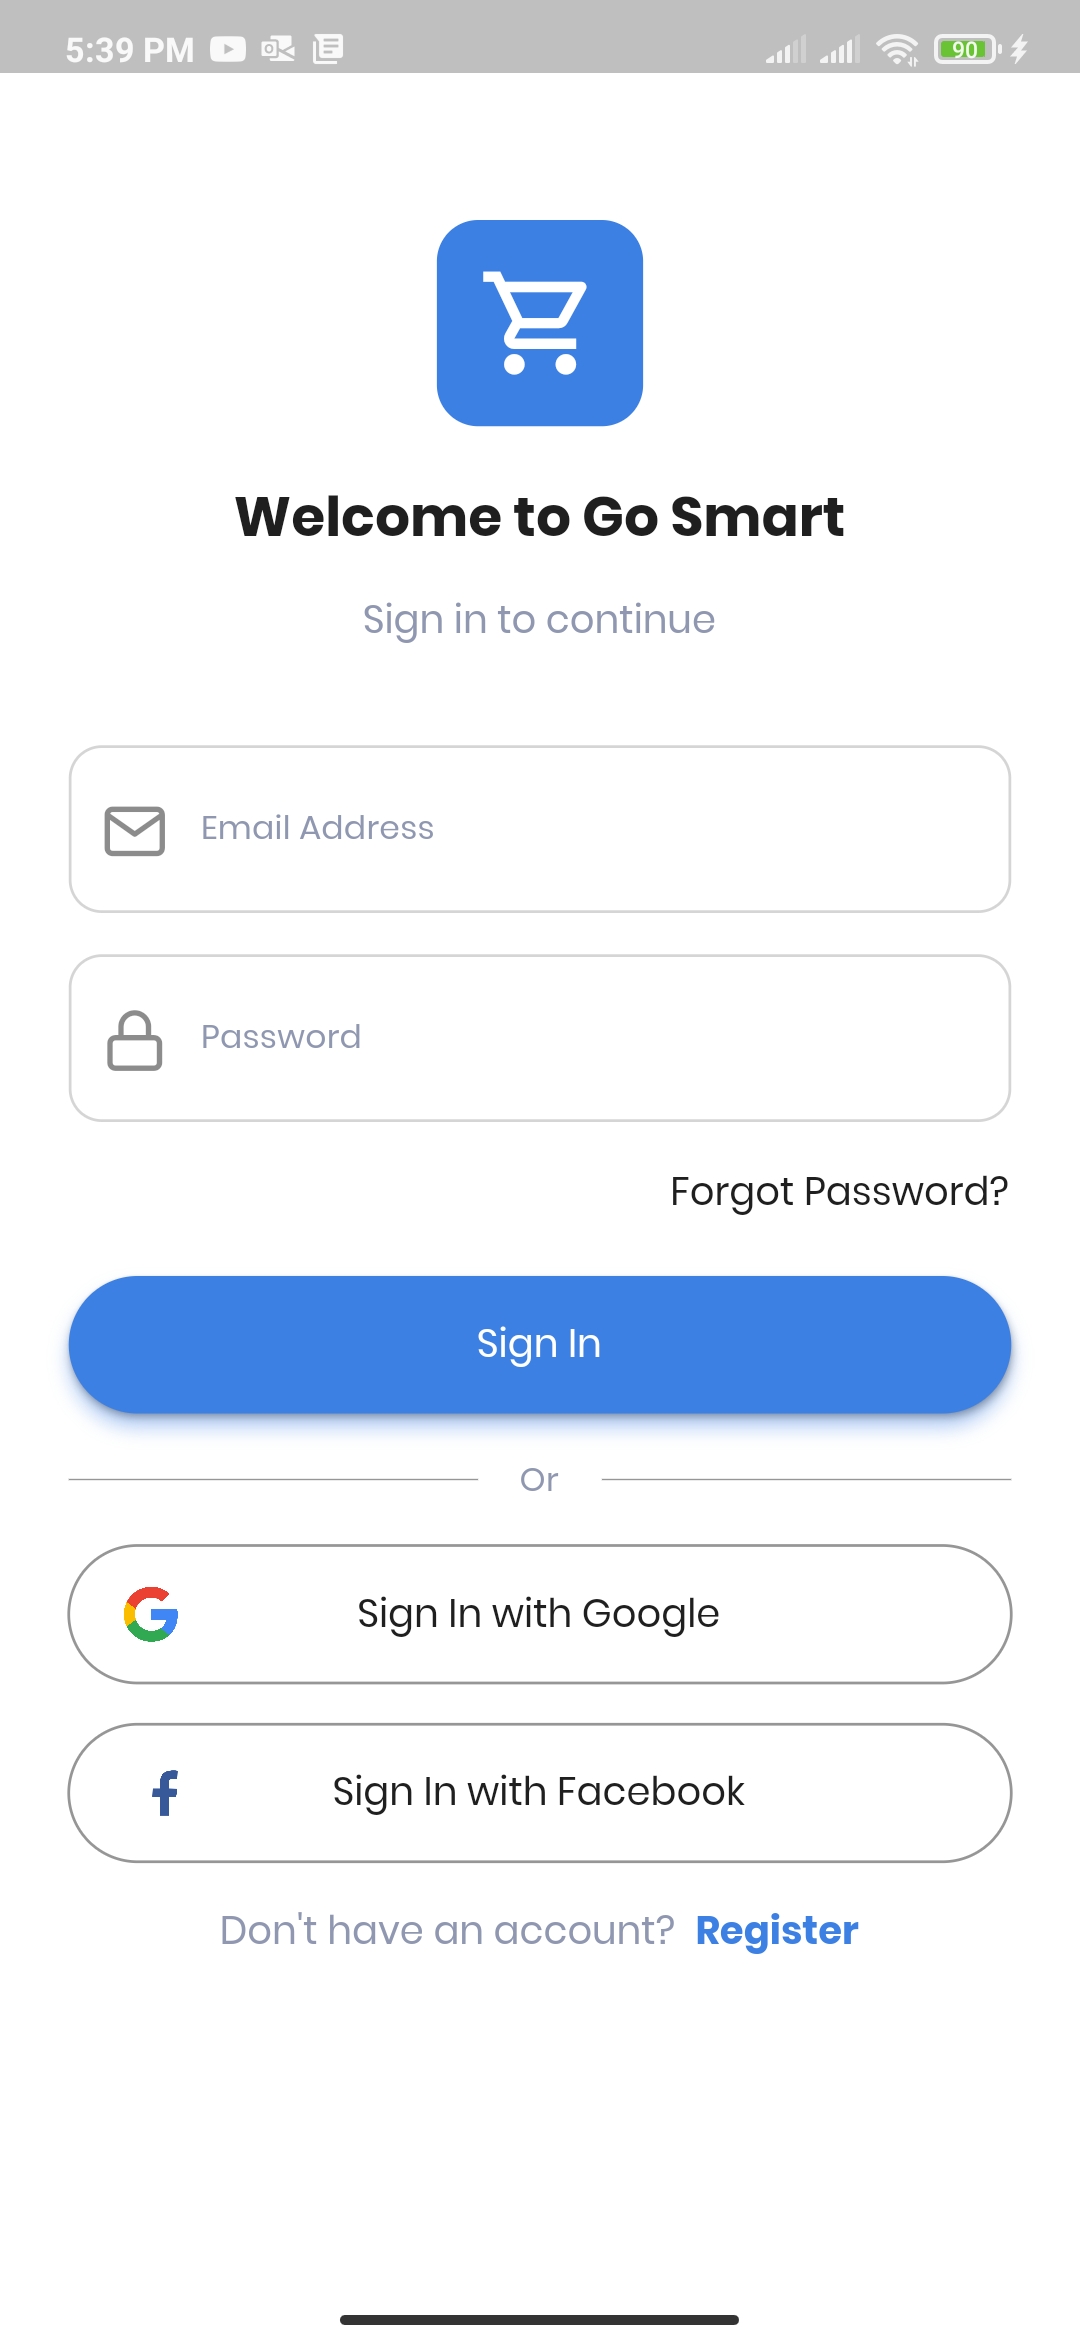 5:39 PM
90
Welcome to Go Smart
Sign in to continue
Email Address
Password
Forgot Password?
Sign In
Or
Sign In with Google
Sign In with Facebook
Don't have an account? Register